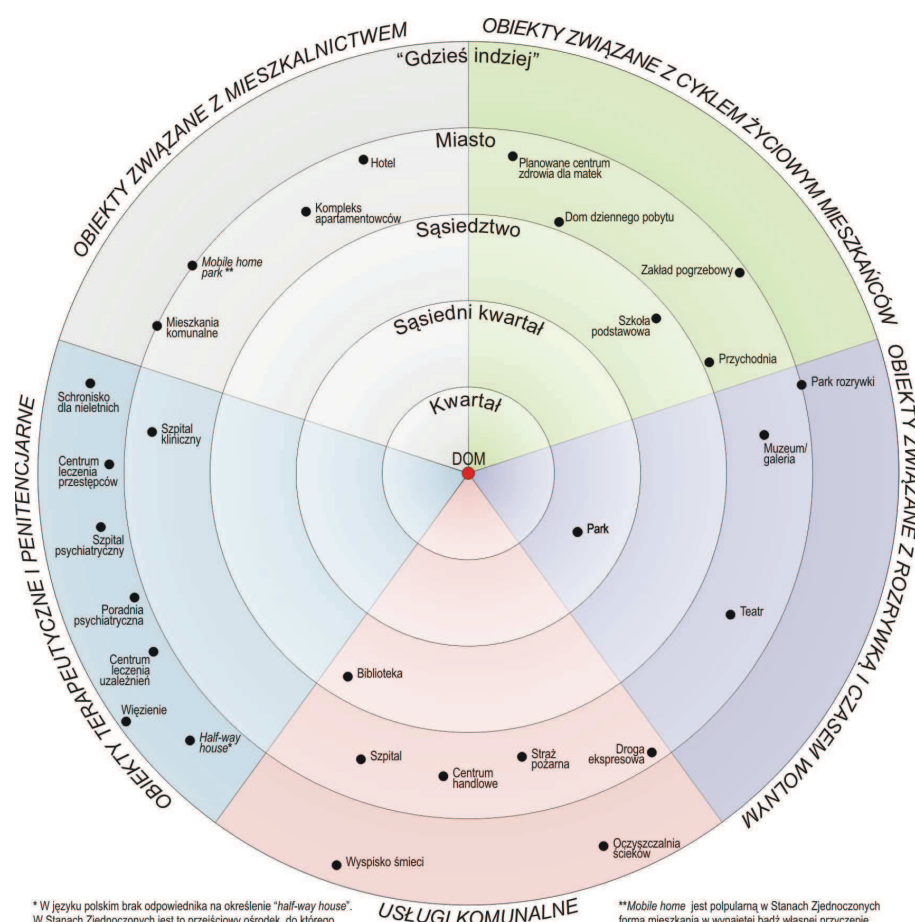 OBIEKTY ZWIĄZANE Z MIESZKALNICTWEM
OBIEKTY ZWIĄZANE Z CYKLEM ŻYCIOWYM MIESZKAŃCÓW
"Gdzieś indziej"
Miasto
Hotel
Planowane centrum
zdrowia dla matek
Kompleks
apartamentowców
Dom dziennego pobytu
Sąsiedztwo
Mobile home
park **
Zakład pogrzebowy
Mieszkania
komunalne
Sąsiedni kwartał
Szkoła
podstawowa
Przychodnia
OBIEKTY ZWIĄZANE Z ROZRYWKĄ I CZASEM WOLNYM
Park rozrywki
Schronisko
dla nieletnich
Kwartał
Szpital
kliniczny
Muzeum/
galeria
DOM
Centrum
leczenia
przestępców
OBIEKTY TERAPEUTYCZNE I PENITENCJARNE
Szpital
psychiatryczny
Park
Poradnia
psychiatryczna
Teatr
Centrum
leczenia
uzależnień
Biblioteka
Więzienie
Half-way
house*
Szpital
Centrum
handlowe
Straż
pożarna
Droga
ekspresowa
Wyspisko śmieci
Oczyszczalnia
ścieków
USŁUGI KOMUNALNE
* W języku polskim brak odpowiednika na określenie "half-way house".
W Stanach Zjednoczonych jest to przejściowy ośrodek, do którego
**Mobile home jest polpularną w Stanach Zjednoczonych
forma mieszkania w wynajętej bądź własnej przyczepie